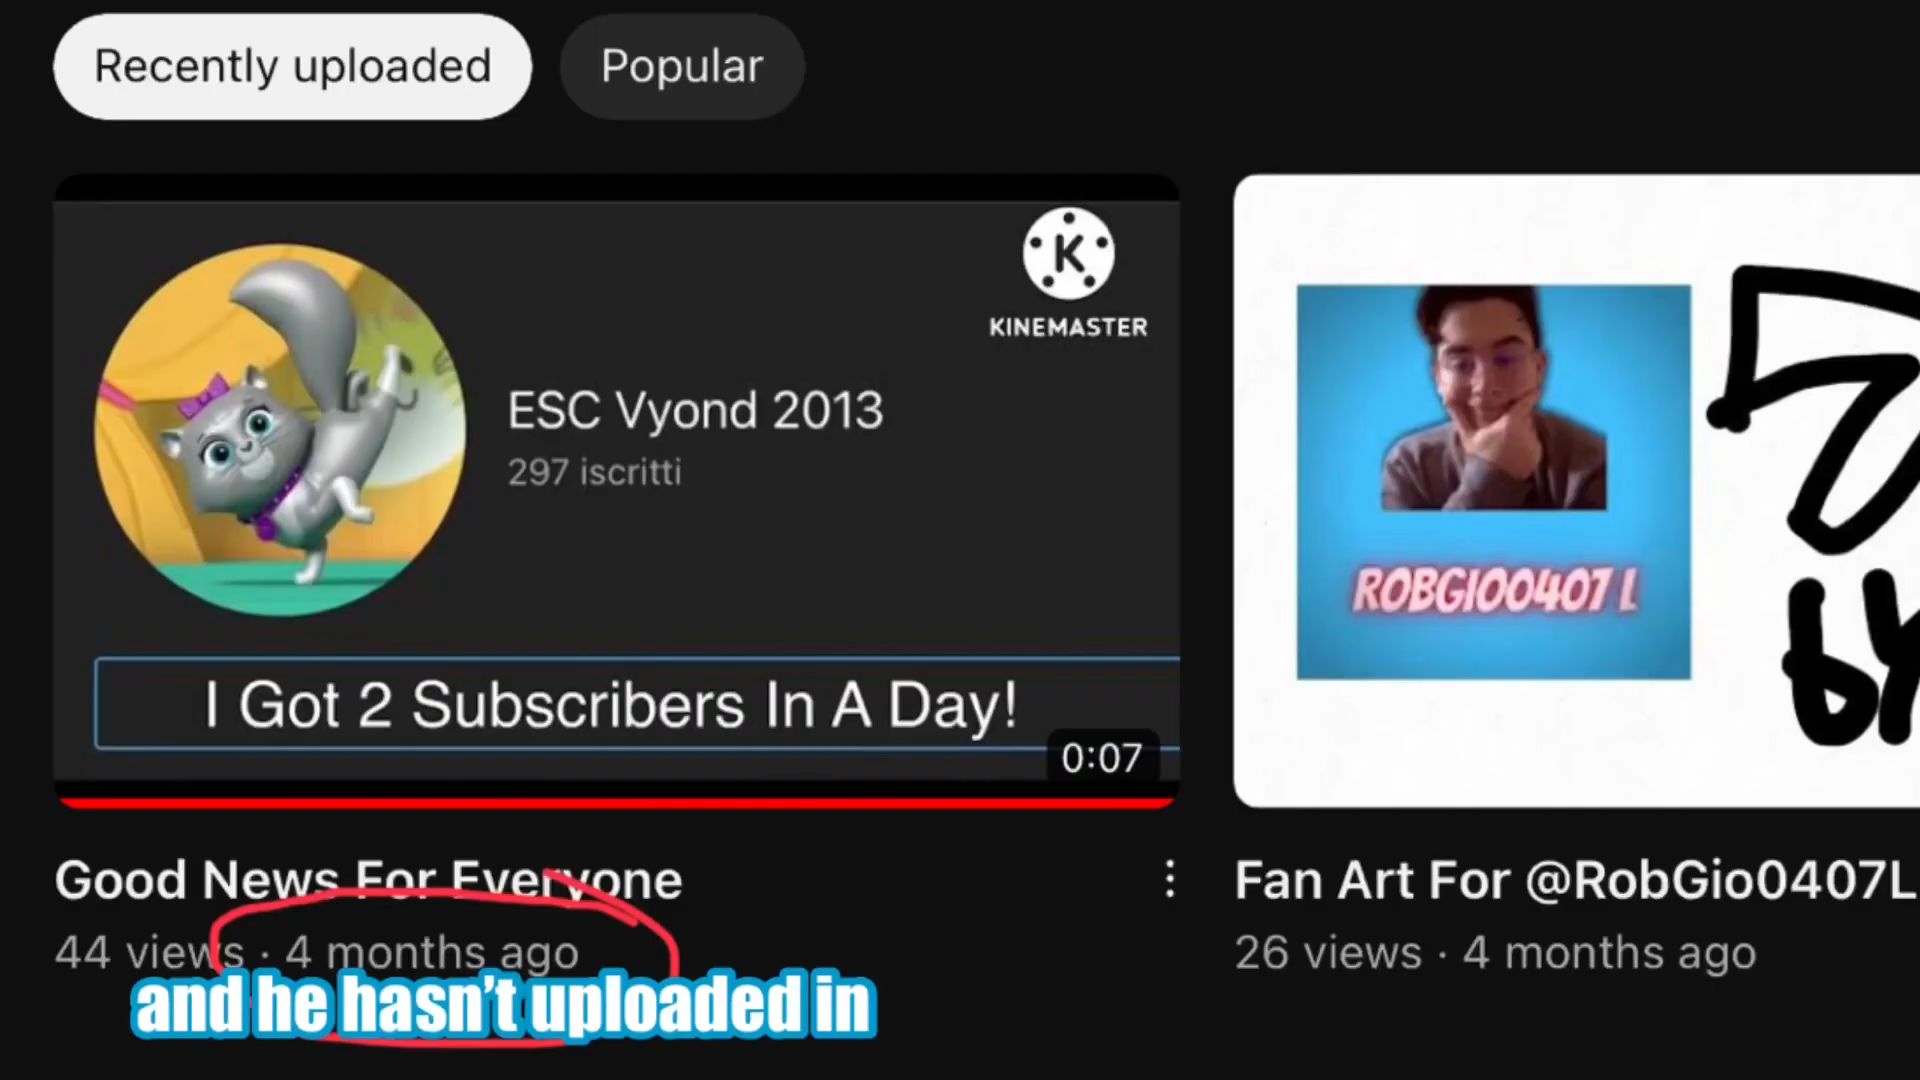 Recently uploaded
Popular
K
KINEMASTER
ESC Vyond 2013
297 iscritti
I Got 2 Subscribers In A Day!
0:07
ROBGIO0407 L
by
Good News For Everyone
44 views · 4 months ago
Fan Art For @RobGio0407L
26 views · 4 months ago
and he hasn't uploaded in